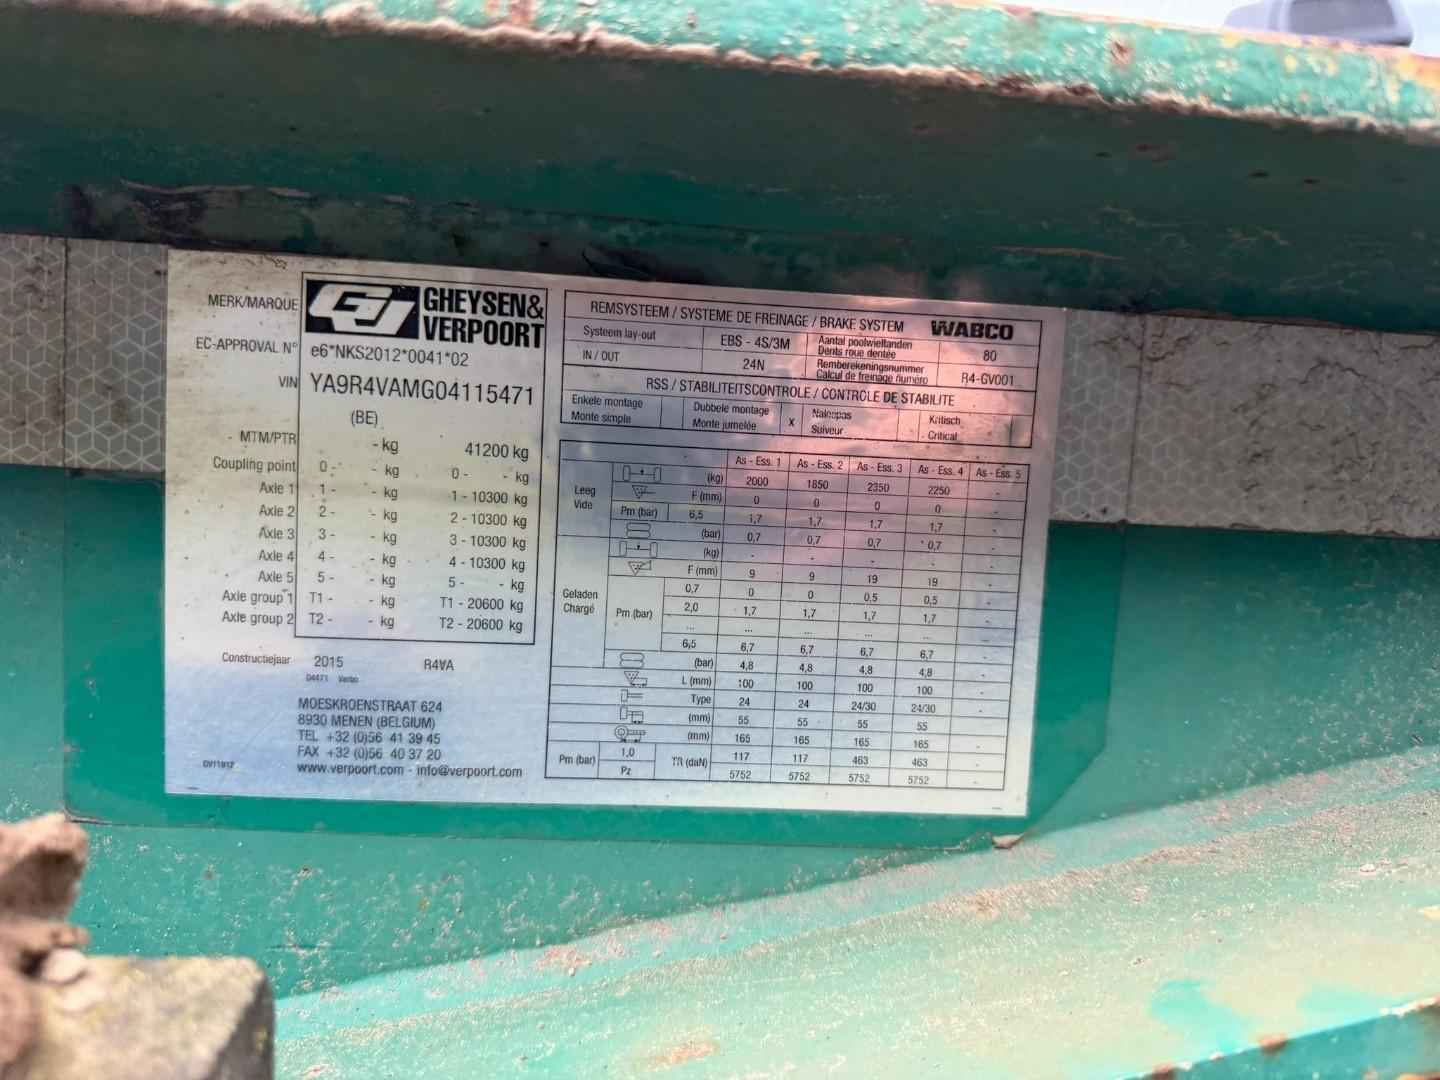 MERK/MARQUE
GHEYSEN&
VERPOORT
EC-APPROVAL N° e6*NKS2012*0041*02
VIN YA9R4VAMG04115471
(BE)
MTM/PTR - kg 41200 kg
Coupling point 0 - - kg 0 - - kg
Axle 1 1 - - kg 1 - 10300 kg
Axle 2 2 - - kg 2 - 10300 kg
Axle 3 3 - - kg 3 - 10300 kg
Axle 4 4 - - kg 4 - 10300 kg
Axle 5 5 - - kg 5 - - kg
Axle group 1 T1 - - kg T1 - 20600 kg
Axle group 2 T2 - - kg T2 - 20600 kg
Constructiejaar 2015 R4VA
04471 Verbo
MOESKROENSTRAAT 624
8930 MENEN (BELGIUM)
TEL +32 (0)56 41 39 45
FAX +32 (0)56 40 37 20
www.verpoort.com - info@verpoort.com
REMSYSTEEM / SYSTEME DE FREINAGE / BRAKE SYSTEM WABCO
Systeem lay-out EBS - 4S/3M Aantal poolwieltanden 80
Dents roue dentée
IN / OUT 24N Remberekeningsnummer R4-GV001
Calcul de freinage numéro
RSS / STABILITEITSCONTROLE / CONTROLE DE STABILITE
Enkele montage Dubbele montage x Naloopas Kritisch
Monte simple Monte jumelée Suiveur Critical
As - Ess. 1 As - Ess. 2 As - Ess. 3 As - Ess. 4 As - Ess. 5
Leeg
Vide
(kg) 2000 1850 2350 2250 -
F (mm) 0 0 0 0 -
Pm (bar) 6,5 1,7 1,7 1,7 1,7 -
(bar) 0,7 0,7 0,7 0,7 -
Geladen
Chargé
(kg) - - - - -
F (mm) 9 9 19 19 -
Pm (bar)
0,7 0 0 0,5 0,5 -
2,0 1,7 1,7 1,7 1,7 -
... ... ... ... ... -
6,5 6,7 6,7 6,7 6,7 -
(bar) 4,8 4,8 4,8 4,8 -
L (mm) 100 100 100 100 -
Type 24 24 24/30 24/30 -
(mm) 55 55 55 55 -
(mm) 165 165 165 165 -
Pm (bar) 1,0 TR (daN) 117 117 463 463 -
Pz 5752 5752 5752 5752 -